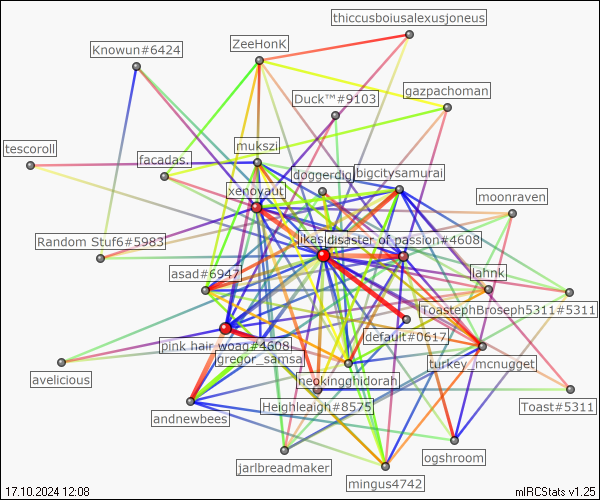 thiccusboiusalexusjoneus
Knowun#6424
ZeeHonK
gazpachoman
Duck™#9103
mukszi
tescoroll
facadas.
doggerdigi
bigcitysamurai
xenoyaut
moonraven
Random Stuf6#5983
disaster of passion#4608
asad#6947
lahnk
ToastephBroseph5311#5311
default#0617
pink hair woag#4608
gregor_samsa
turkey_mcnugget
avelicious
neokingghidorah
Heighleaigh#8575
Toast#5311
andnewbees
ogshroom
jarlbreadmaker
mingus4742
17.10.2024 12:08
mIRCStats v1.25